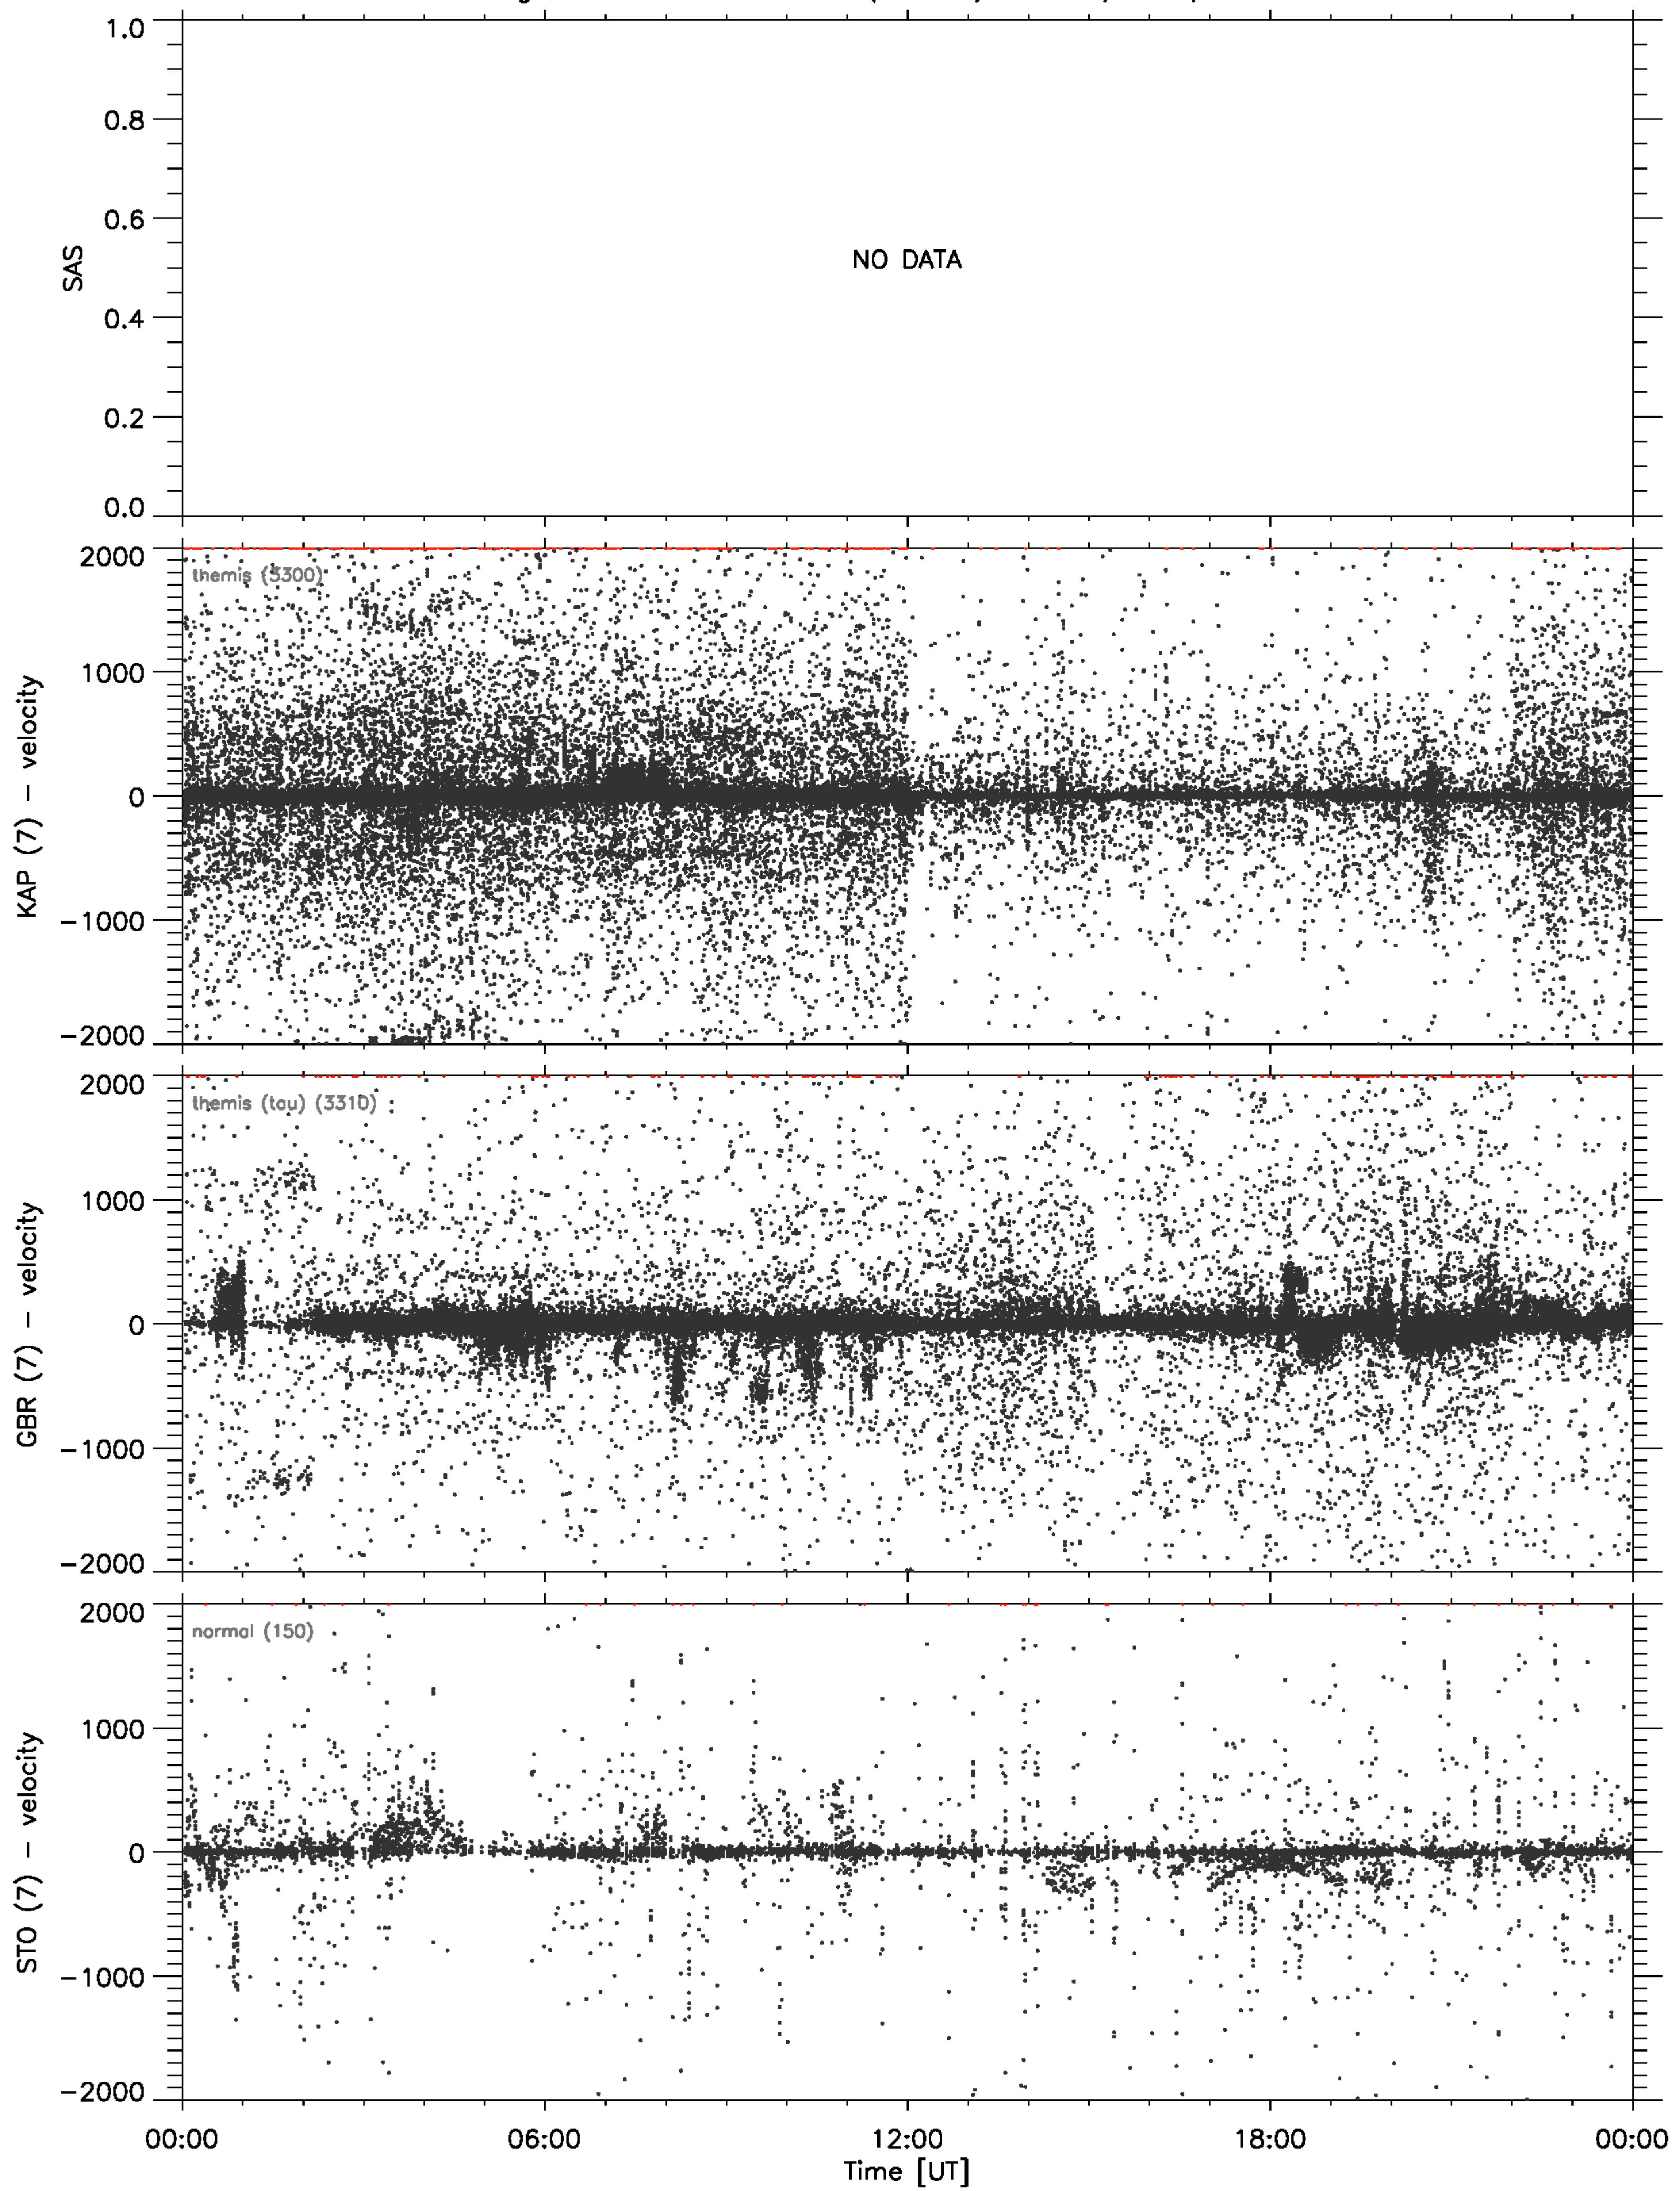 1.0
0.8
0.6
0.4
0.2
0.0
SAS
NO DATA
2000
1000
0
−1000
−2000
KAP (7) − velocity
themis (3300)
2000
1000
0
−1000
−2000
GBR (7) − velocity
themis (tau) (3310)
2000
1000
0
−1000
−2000
STO (7) − velocity
normal (150)
00:00 06:00 12:00 18:00 00:00
Time [UT]